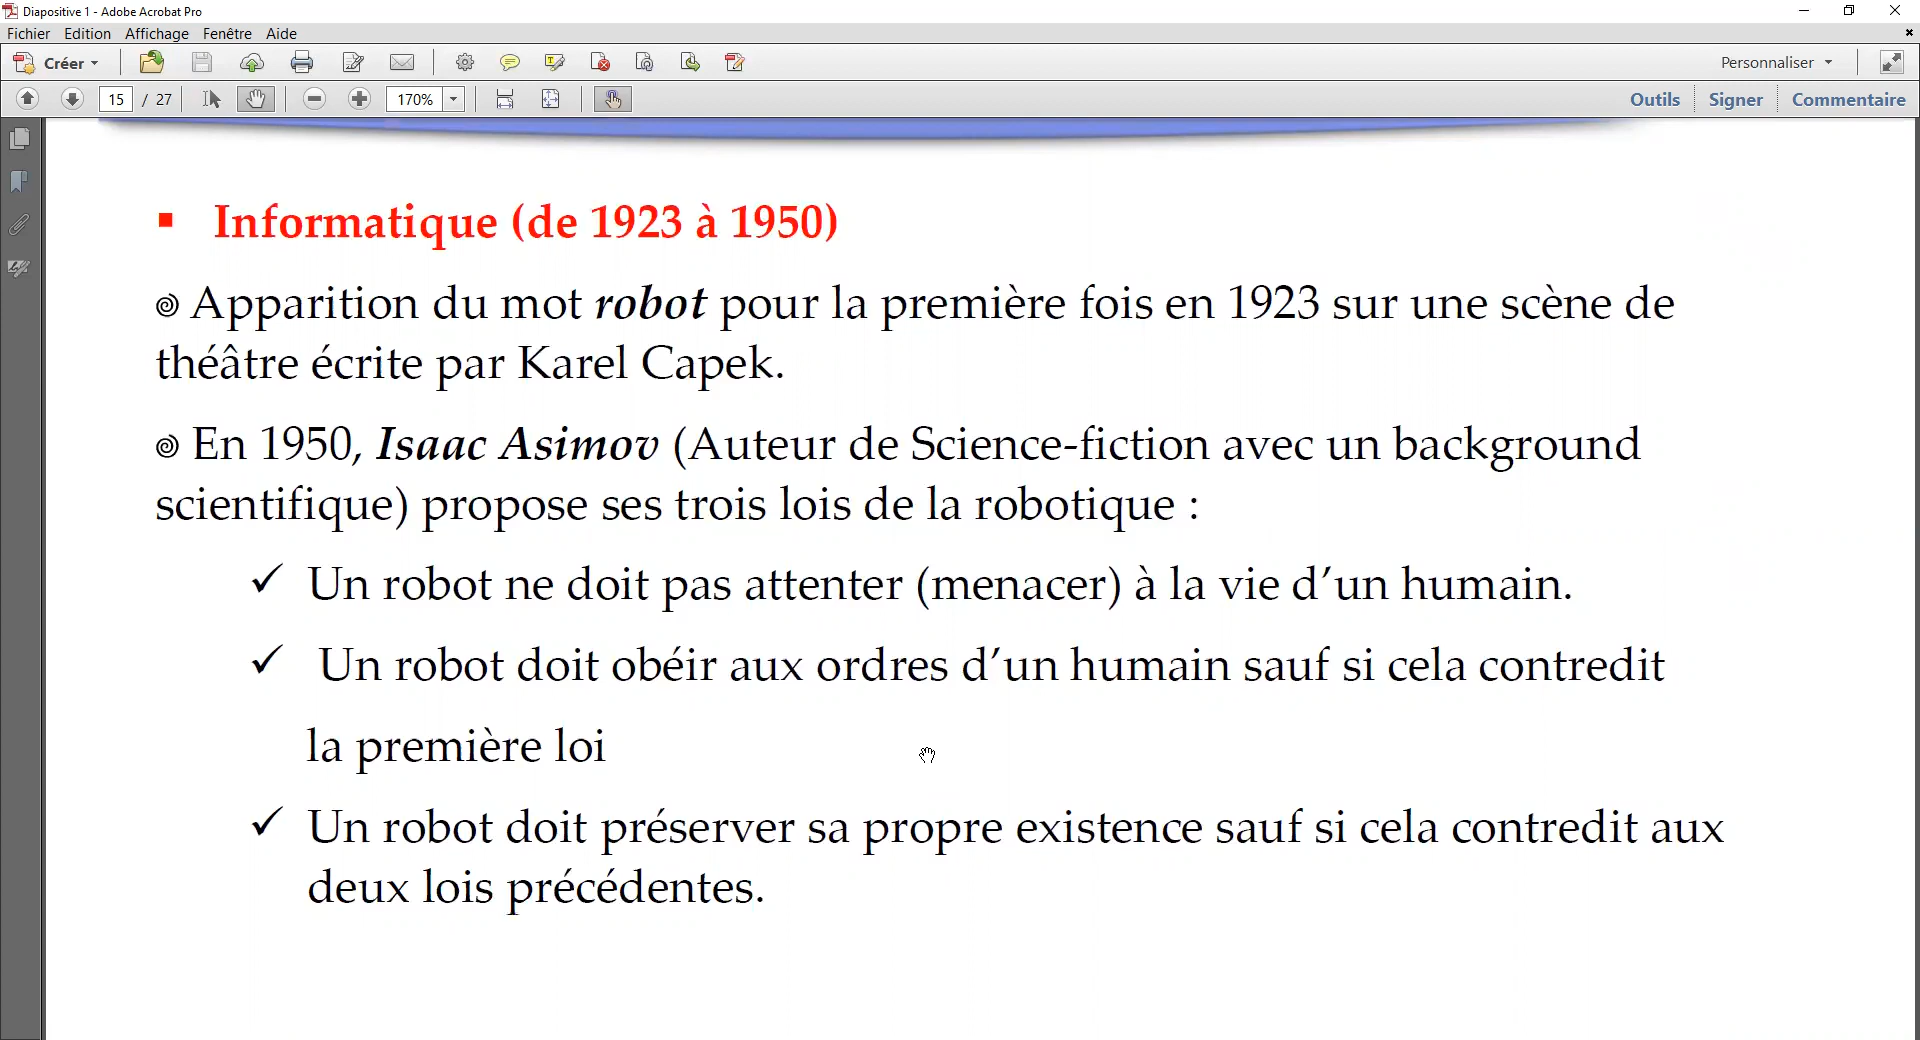 Diapositive 1 - Adobe Acrobat Pro
Fichier Edition Affichage Fenêtre Aide
Créer Personnaliser
15 / 27 170% Outils Signer Commentaire
Informatique (de 1923 à 1950)
Apparition du mot robot pour la première fois en 1923 sur une scène de
théâtre écrite par Karel Capek.
En 1950, Isaac Asimov (Auteur de Science-fiction avec un background
scientifique) propose ses trois lois de la robotique :
✓ Un robot ne doit pas attenter (menacer) à la vie d’un humain.
✓ Un robot doit obéir aux ordres d’un humain sauf si cela contredit
la première loi
✓ Un robot doit préserver sa propre existence sauf si cela contredit aux
deux lois précédentes.